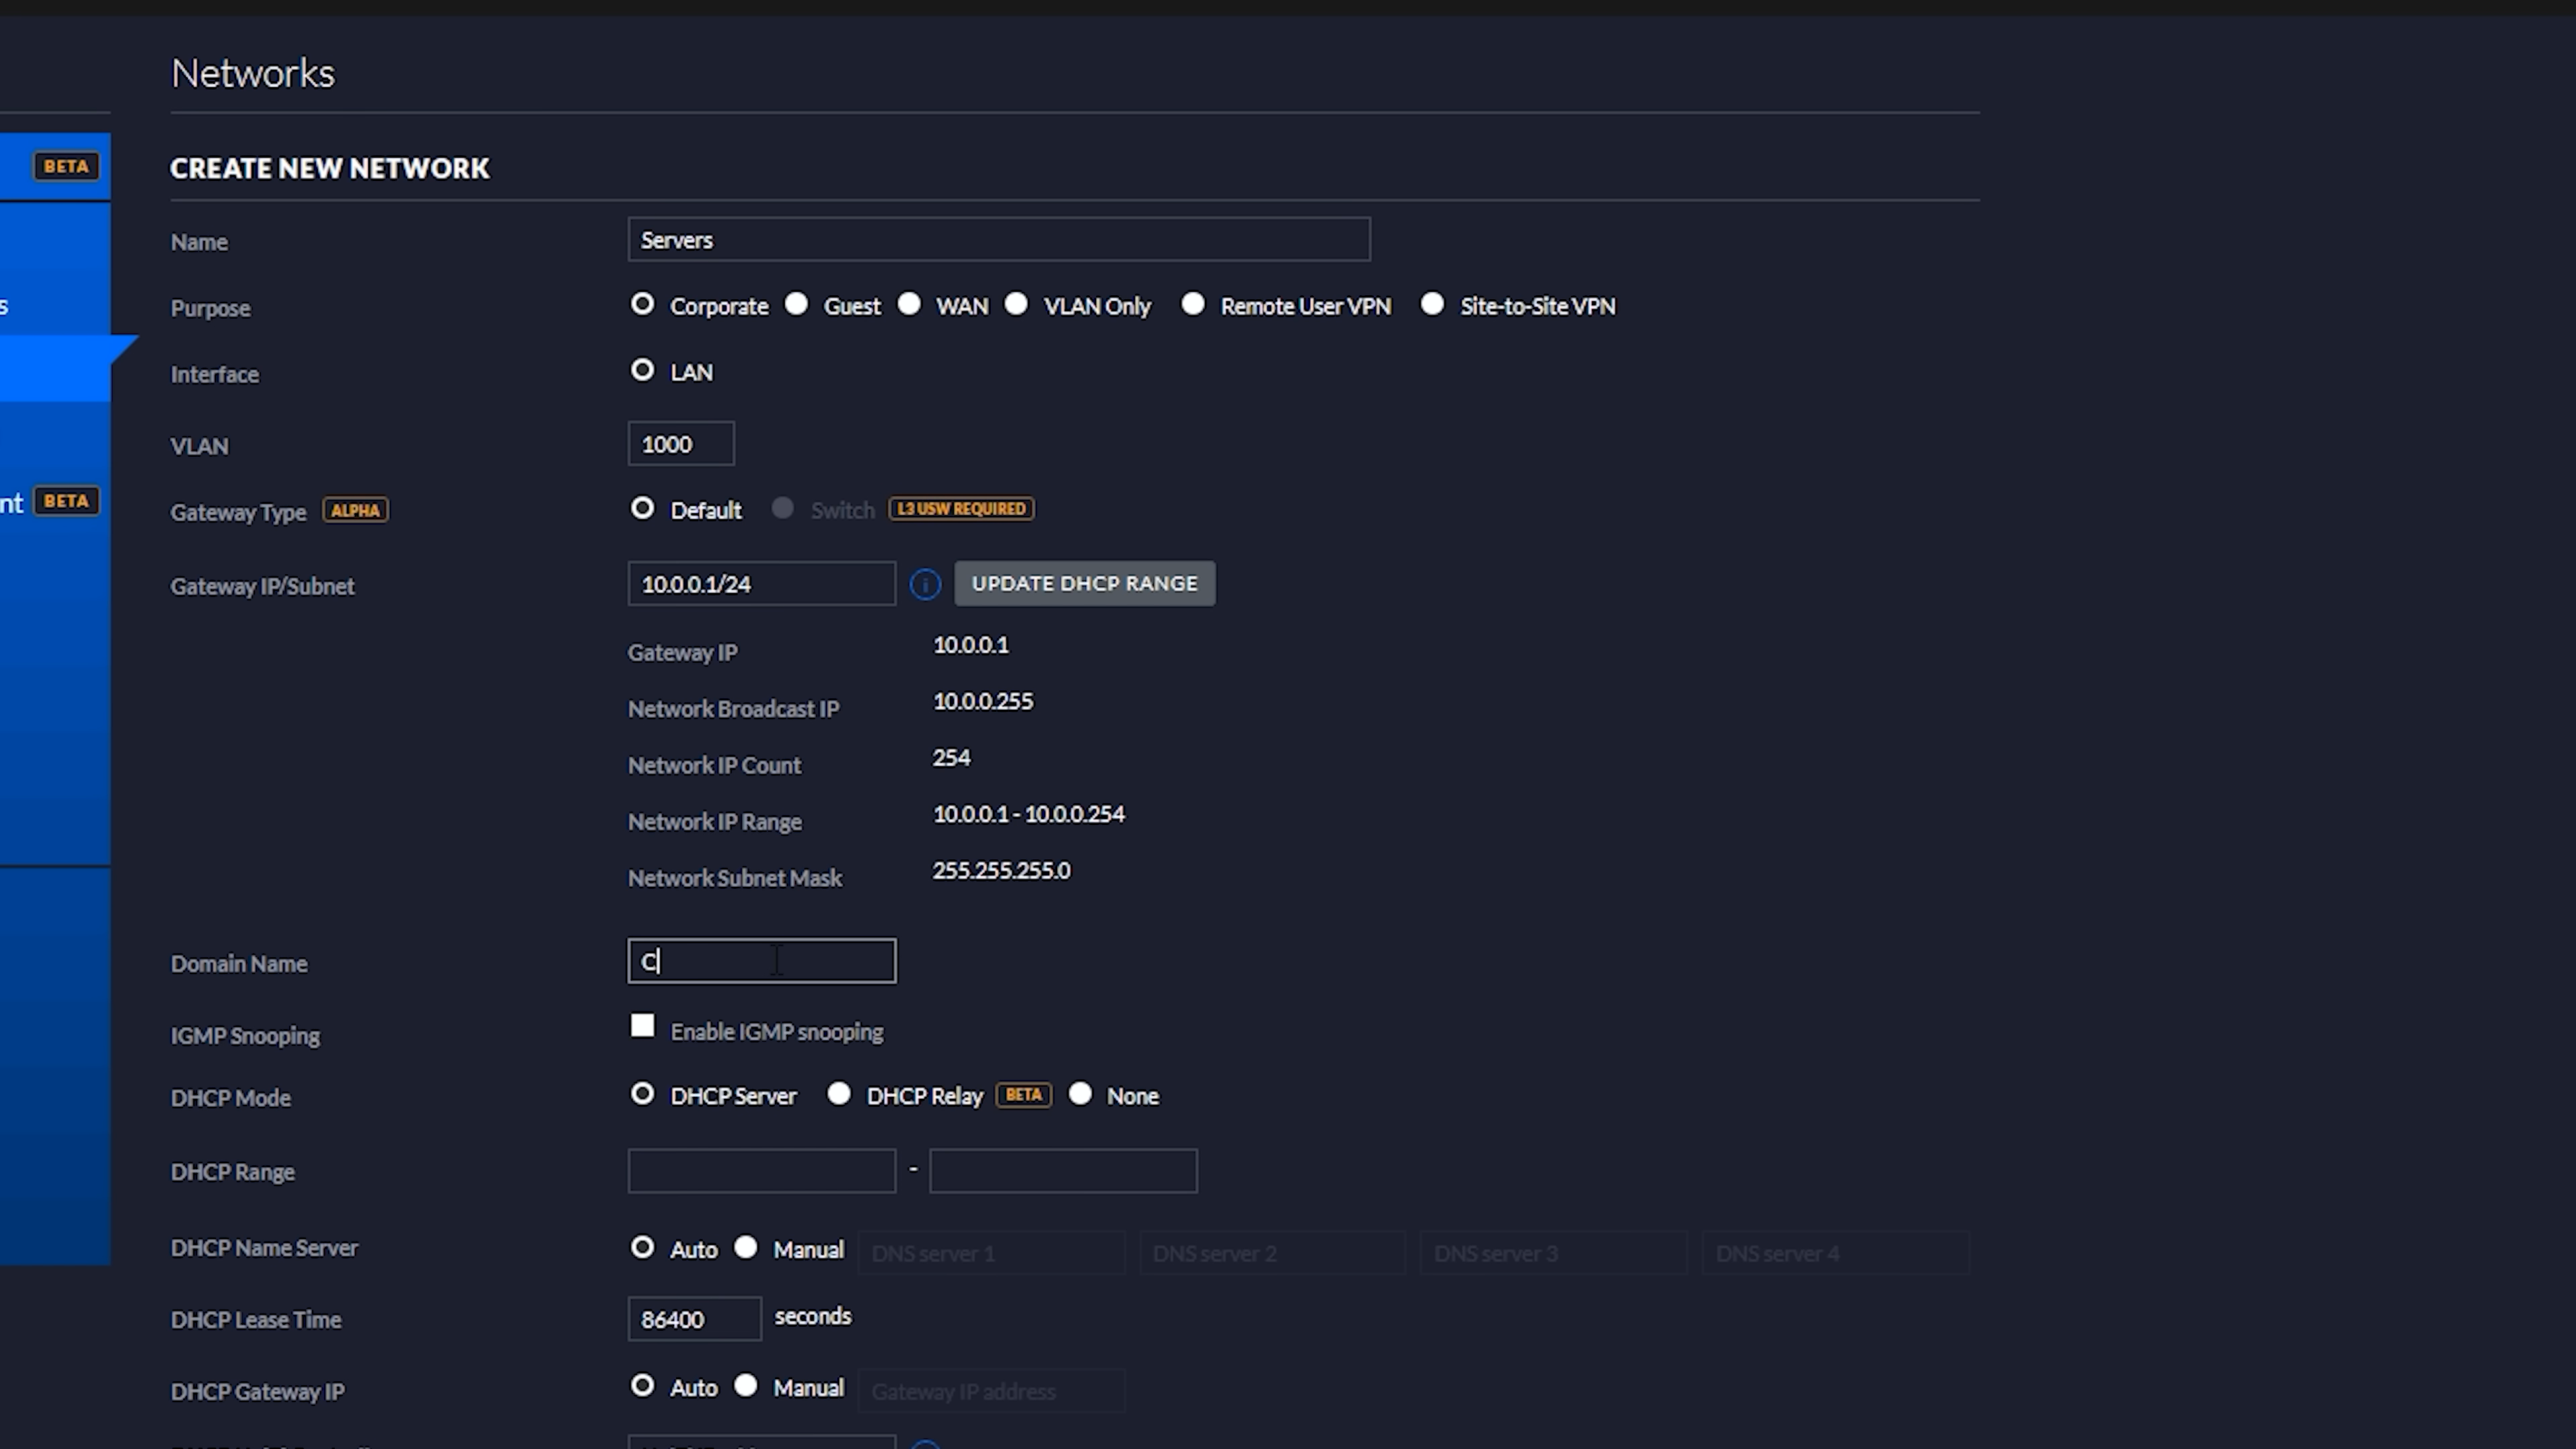 Networks
BETA
CREATE NEW NETWORK
Name Servers
s
Purpose Corporate Guest WAN VLAN Only Remote User VPN Site-to-Site VPN
Interface LAN
VLAN 1000
nt BETA
Gateway Type ALPHA Default Switch L3 USW REQUIRED
Gateway IP/Subnet 10.0.0.1/24 UPDATE DHCP RANGE
Gateway IP 10.0.0.1
Network Broadcast IP 10.0.0.255
Network IP Count 254
Network IP Range 10.0.0.1 - 10.0.0.254
Network Subnet Mask 255.255.255.0
Domain Name C
IGMP Snooping Enable IGMP snooping
DHCP Mode DHCP Server DHCP Relay BETA None
DHCP Range -
DHCP Name Server Auto Manual DNS server 1 DNS server 2 DNS server 3 DNS server 4
DHCP Lease Time 86400 seconds
DHCP Gateway IP Auto Manual Gateway IP address